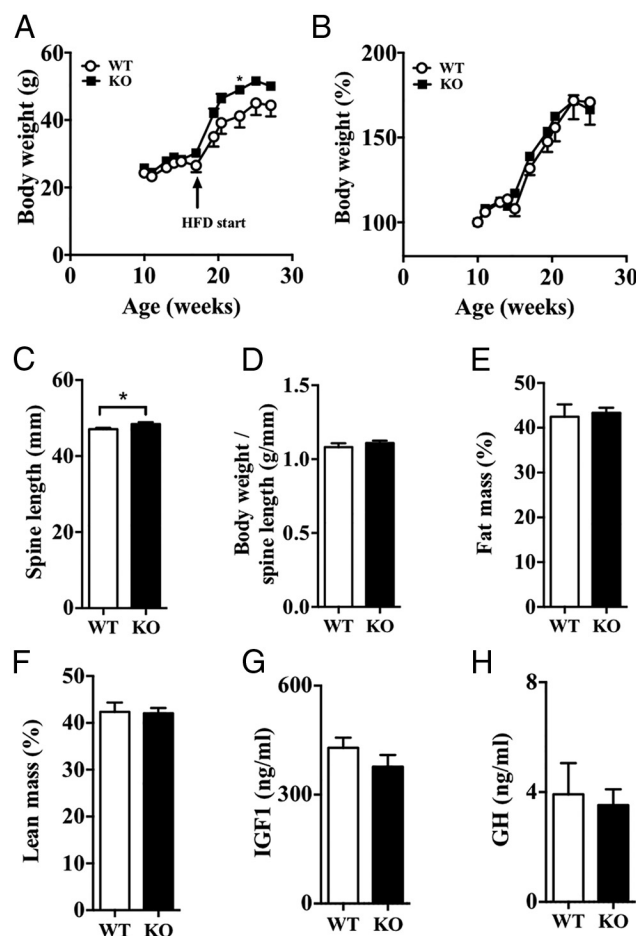 A
Body weight (g)
60
40
20
0
WT
KO
*
HFD start
0
10
20
30
Age (weeks)
B
Body weight (%)
200
150
100
WT
KO
0
10
20
30
Age (weeks)
C
Spine length (mm)
60
40
20
0
*
WT KO
D
Body weight /
spine length (g/mm)
1.5
1.0
0.5
0.0
WT KO
E
Fat mass (%)
50
40
30
20
10
0
WT KO
F
Lean mass (%)
50
40
30
20
10
0
WT KO
G
IGF1 (ng/ml)
600
300
0
WT KO
H
GH (ng/ml)
8
4
0
WT KO